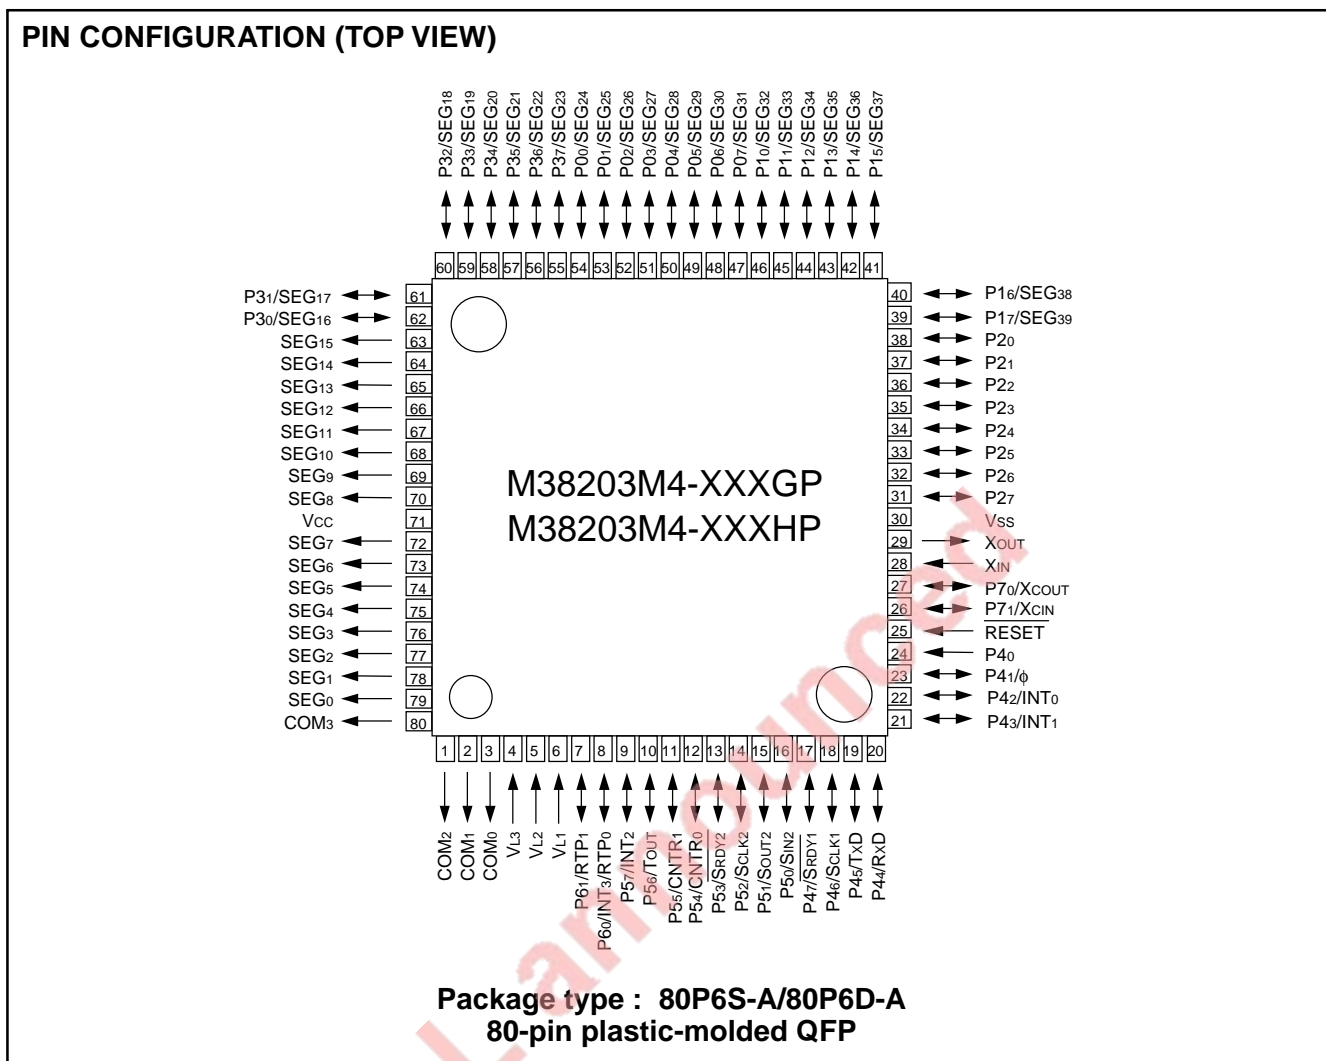 PIN CONFIGURATION (TOP VIEW)
P32/SEG18
P33/SEG19
P34/SEG20
P35/SEG21
P36/SEG22
P37/SEG23
P00/SEG24
P01/SEG25
P02/SEG26
P03/SEG27
P04/SEG28
P05/SEG29
P06/SEG30
P07/SEG31
P10/SEG32
P11/SEG33
P12/SEG34
P13/SEG35
P14/SEG36
P15/SEG37
60 59 58 57 56 55 54 53 52 51 50 49 48 47 46 45 44 43 42 41
P31/SEG17 61
P30/SEG16 62
SEG15 63
SEG14 64
SEG13 65
SEG12 66
SEG11 67
SEG10 68
SEG9 69
SEG8 70
VCC 71
SEG7 72
SEG6 73
SEG5 74
SEG4 75
SEG3 76
SEG2 77
SEG1 78
SEG0 79
COM3 80
M38203M4-XXXGP
M38203M4-XXXHP
40 P16/SEG38
39 P17/SEG39
38 P20
37 P21
36 P22
35 P23
34 P24
33 P25
32 P26
31 P27
30 VSS
29 XOUT
28 XIN
27 P70/XCOUT
26 P71/XCIN
25 RESET
24 P40
23 P41/ϕ
22 P42/INT0
21 P43/INT1
1 2 3 4 5 6 7 8 9 10 11 12 13 14 15 16 17 18 19 20
COM2
COM1
COM0
VL3
VL2
VL1
P61/RTP1
P60/INT3/RTP0
P57/INT2
P56/TOUT
P55/CNTR1
P54/CNTR0
P53/SRDY2
P52/SCLK2
P51/SOUT2
P50/SIN2
P47/SRDY1
P46/SCLK1
P45/TXD
P44/RXD
Package type : 80P6S-A/80P6D-A
80-pin plastic-molded QFP